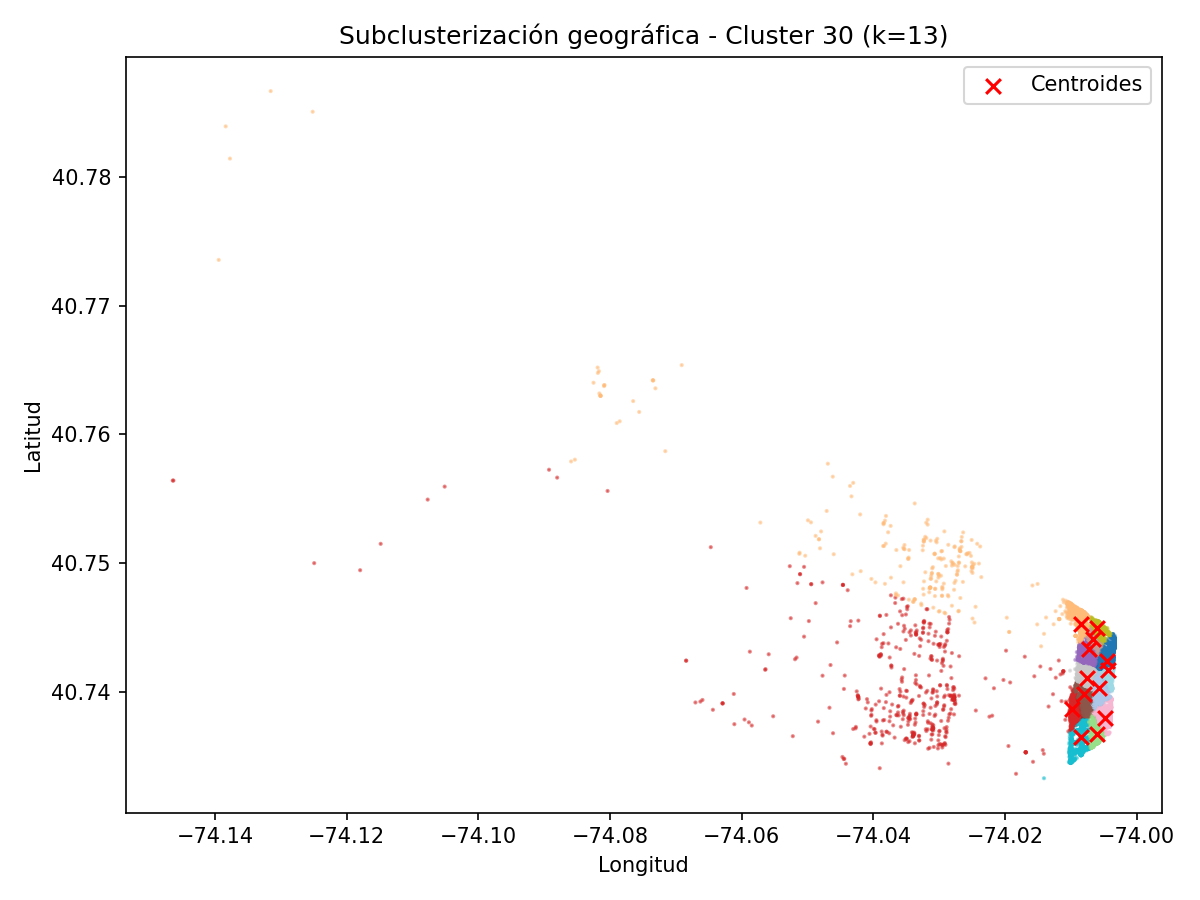 Subclusterización geográfica - Cluster 30 (k=13)
Centroides
40.78
40.77
40.76
40.75
40.74
Latitud
−74.14 −74.12 −74.10 −74.08 −74.06 −74.04 −74.02 −74.00
Longitud